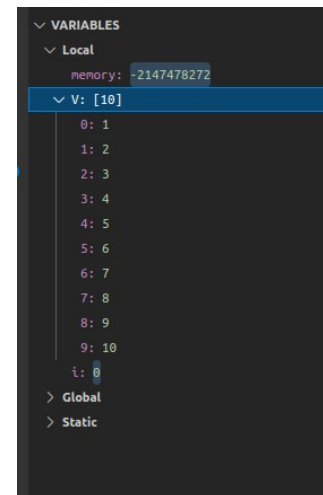 VARIABLES
Local
memory: -2147478272
V: [10]
0: 1
1: 2
2: 3
3: 4
4: 5
5: 6
6: 7
7: 8
8: 9
9: 10
i: 0
Global
Static